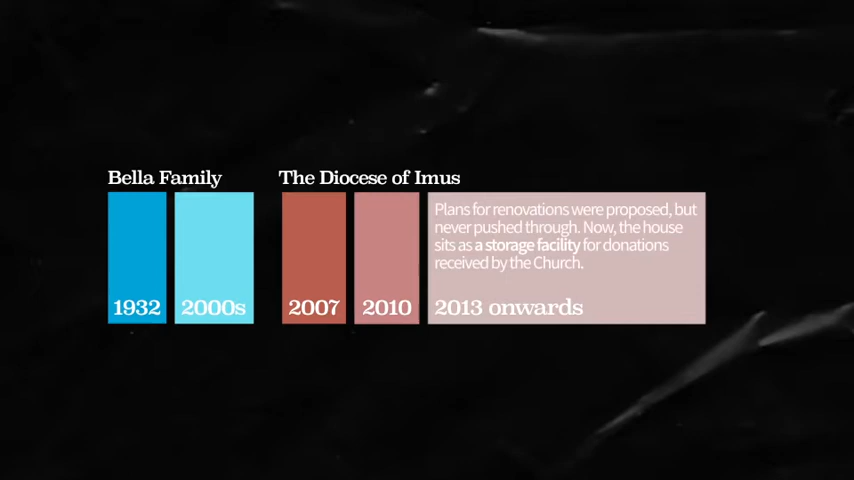 Bella Family
The Diocese of Imus
Plans for renovations were proposed, but
never pushed through. Now, the house
sits as a storage facility for donations
received by the Church.
1932
2000s
2007
2010
2013 onwards